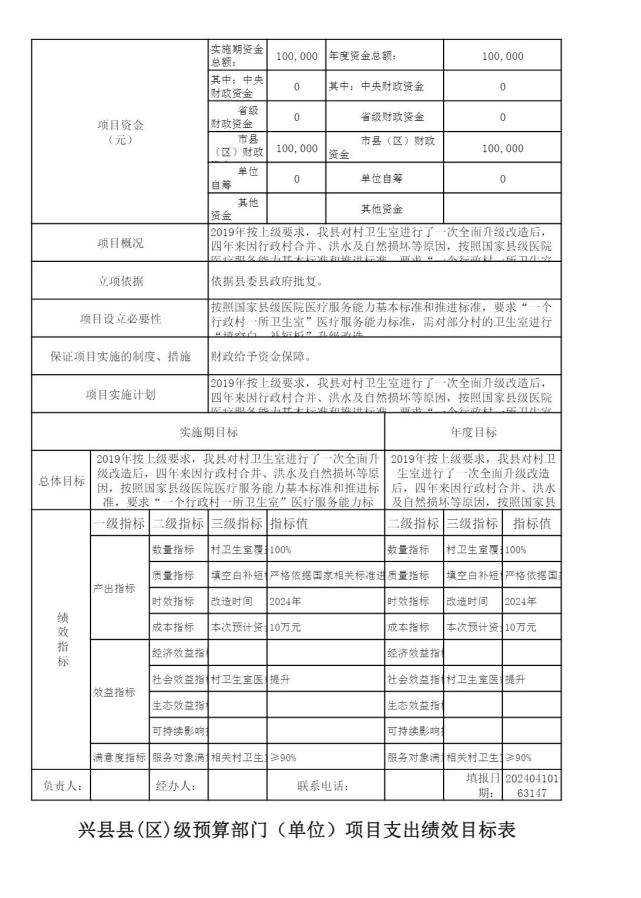 项目资金
（元）
实施期资金
总额：
100,000
年度资金总额：
100,000
其中：中央
财政资金
0
其中：中央财政资金
0
省级
财政资金
0
省级财政资金
0
市县
（区）财政
100,000
市县（区）财政
资金
100,000
单位
自筹
0
单位自筹
0
其他
资金
其他资金
项目概况
2019年按上级要求，我县对村卫生室进行了一次全面升级改造后，
四年来因行政村合并、洪水及自然损坏等原因，按照国家县级医院
医疗服务能力基本标准和推进标准，要求“一个行政村一所卫生室
立项依据
依据县委县政府批复。
项目设立必要性
按照国家县级医院医疗服务能力基本标准和推进标准，要求“一个
行政村一所卫生室”医疗服务能力标准，需对部分村的卫生室进行
“填空白、补短板”升级改造
保证项目实施的制度、措施
财政给予资金保障。
项目实施计划
2019年按上级要求，我县对村卫生室进行了一次全面升级改造后，
四年来因行政村合并、洪水及自然损坏等原因，按照国家县级医院
医疗服务能力基本标准和推进标准，要求“一个行政村一所卫生室
实施期目标
年度目标
总体目标
2019年按上级要求，我县对村卫生室进行了一次全面升
级改造后，四年来因行政村合并、洪水及自然损坏等原
因，按照国家县级医院医疗服务能力基本标准和推进标
准，要求“一个行政村一所卫生室”医疗服务能力标
2019年按上级要求，我县对村卫
生室进行了一次全面升级改造
后，四年来因行政村合并、洪水
及自然损坏等原因，按照国家县
绩效指标
一级指标 二级指标 三级指标 指标值 二级指标 三级指标 指标值
产出指标
数量指标 村卫生室覆 100% 数量指标 村卫生室覆 100%
质量指标 填空白补短 严格依据国家相关标准进 质量指标 填空白补短 严格依据国
时效指标 改造时间 2024年 时效指标 改造时间 2024年
成本指标 本次预计资 10万元 成本指标 本次预计资 10万元
效益指标
经济效益指 经济效益指
社会效益指 村卫生室医 提升 社会效益指 村卫生室医 提升
生态效益指 生态效益指
可持续影响 可持续影响
满意度指标 服务对象满 相关村卫生 ≥90% 服务对象满 相关村卫生 ≥90%
负责人： 经办人： 联系电话：
填报日
期：
202404101
63147
兴县县(区)级预算部门（单位）项目支出绩效目标表